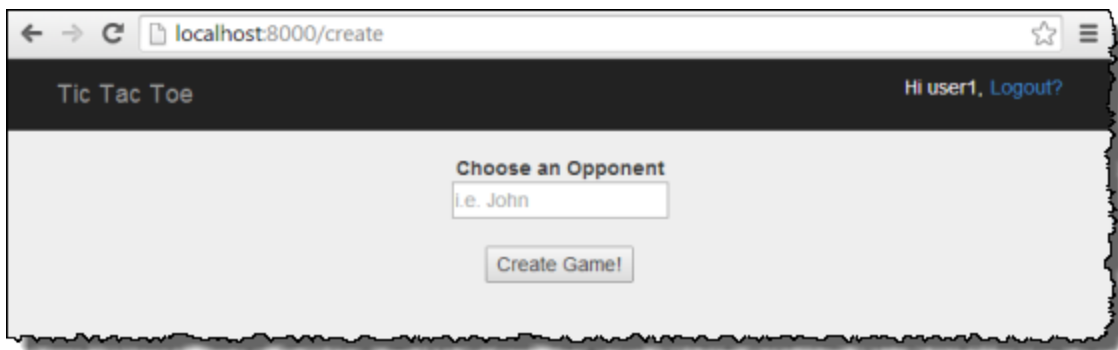 localhost:8000/create
Tic Tac Toe
Hi user1, Logout?
Choose an Opponent
i.e. John
Create Game!